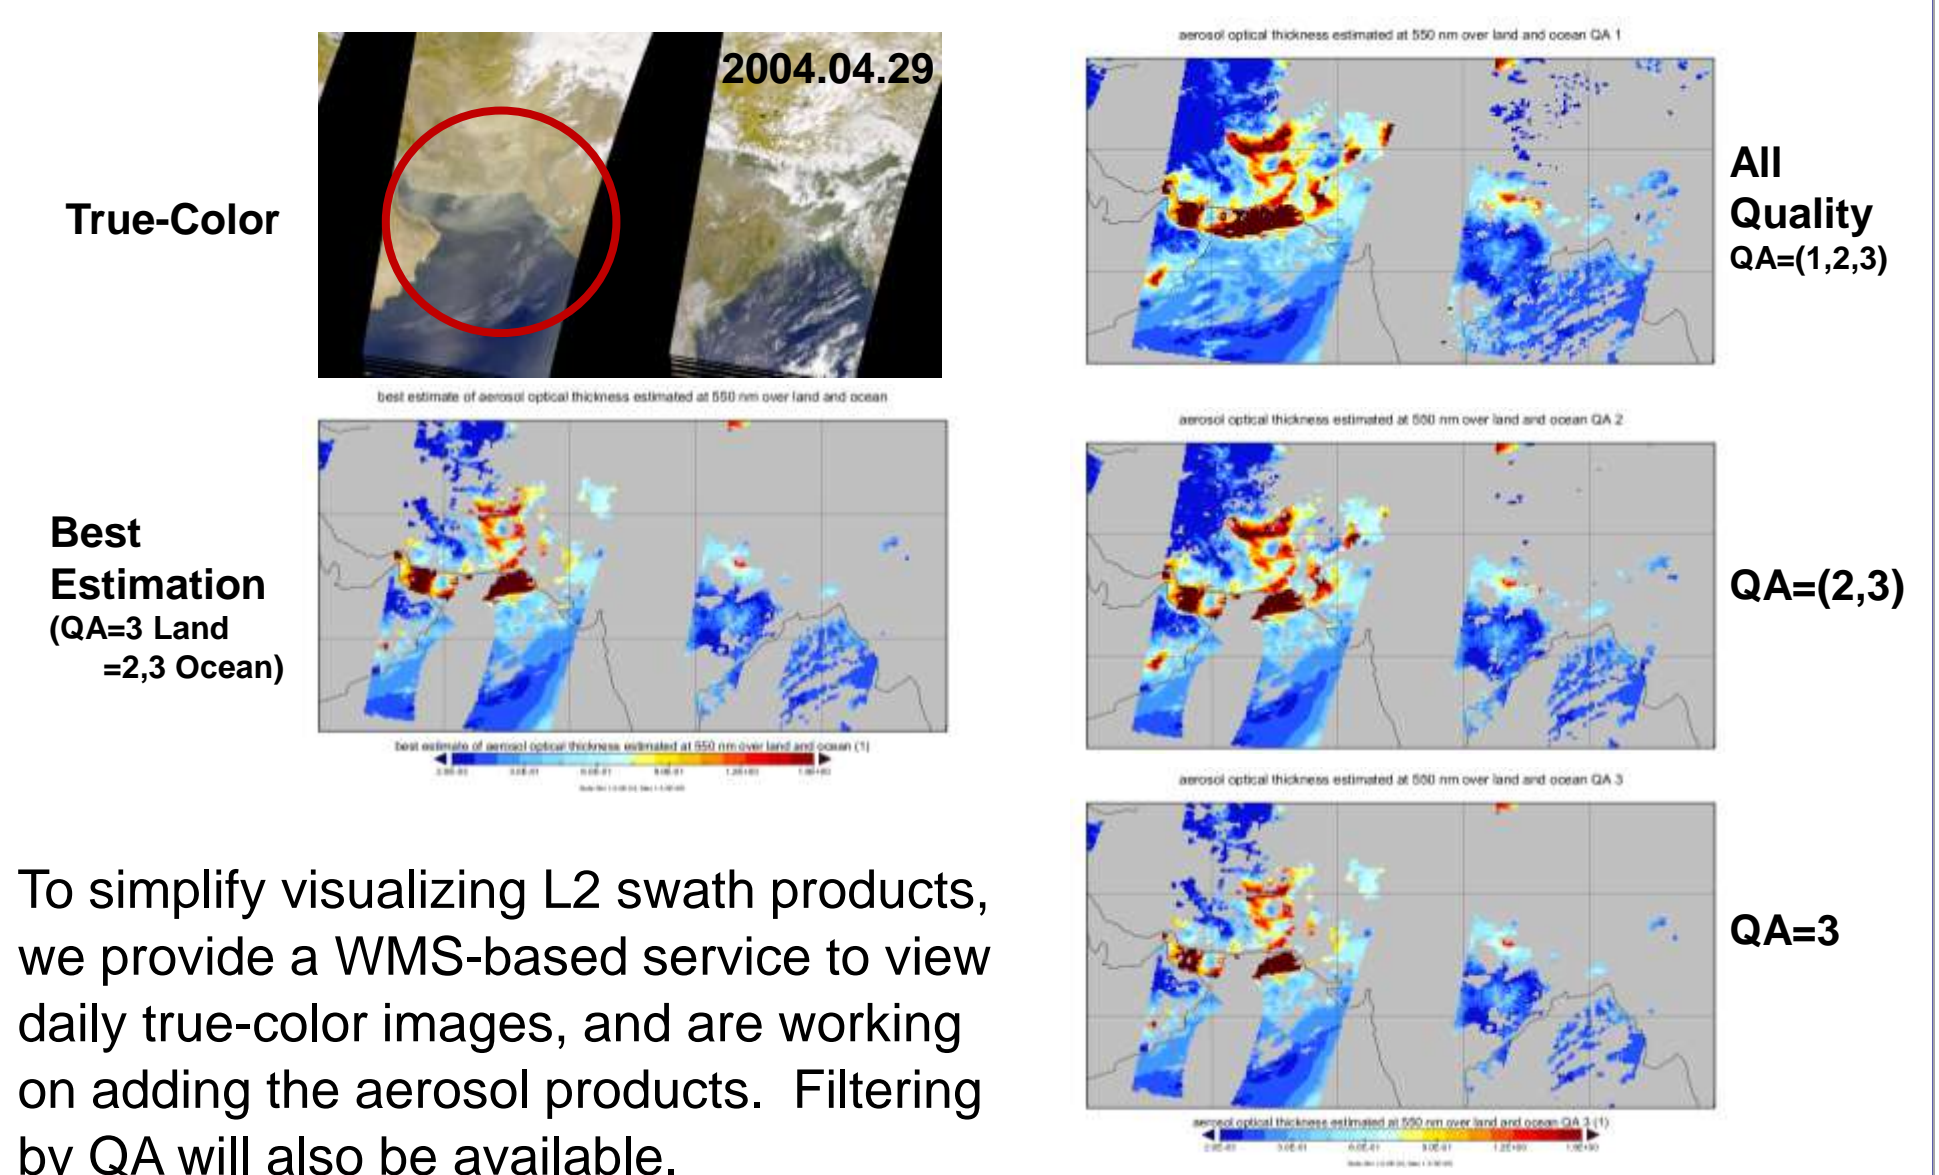 2004.04.29
True-Color
best estimate of aerosol optical thickness estimated at 550 nm over land and ocean
Best
Estimation
(QA=3 Land
=2,3 Ocean)
best estimate of aerosol optical thickness estimated at 550 nm over land and ocean (1)
To simplify visualizing L2 swath products,
we provide a WMS-based service to view
daily true-color images, and are working
on adding the aerosol products.  Filtering
by QA will also be available.
aerosol optical thickness estimated at 550 nm over land and ocean QA 1
All
Quality
QA=(1,2,3)
aerosol optical thickness estimated at 550 nm over land and ocean QA 2
QA=(2,3)
aerosol optical thickness estimated at 550 nm over land and ocean QA 3
QA=3
aerosol optical thickness estimated at 550 nm over land and ocean QA 3 (1)